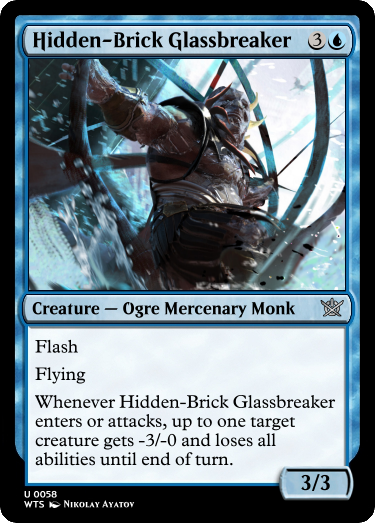 Hidden-Brick Glassbreaker 3
Creature — Ogre Mercenary Monk
Flash
Flying
Whenever Hidden-Brick Glassbreaker
enters or attacks, up to one target
creature gets -3/-0 and loses all
abilities until end of turn.
3/3
U 0058
WTS Nikolay Ayatov